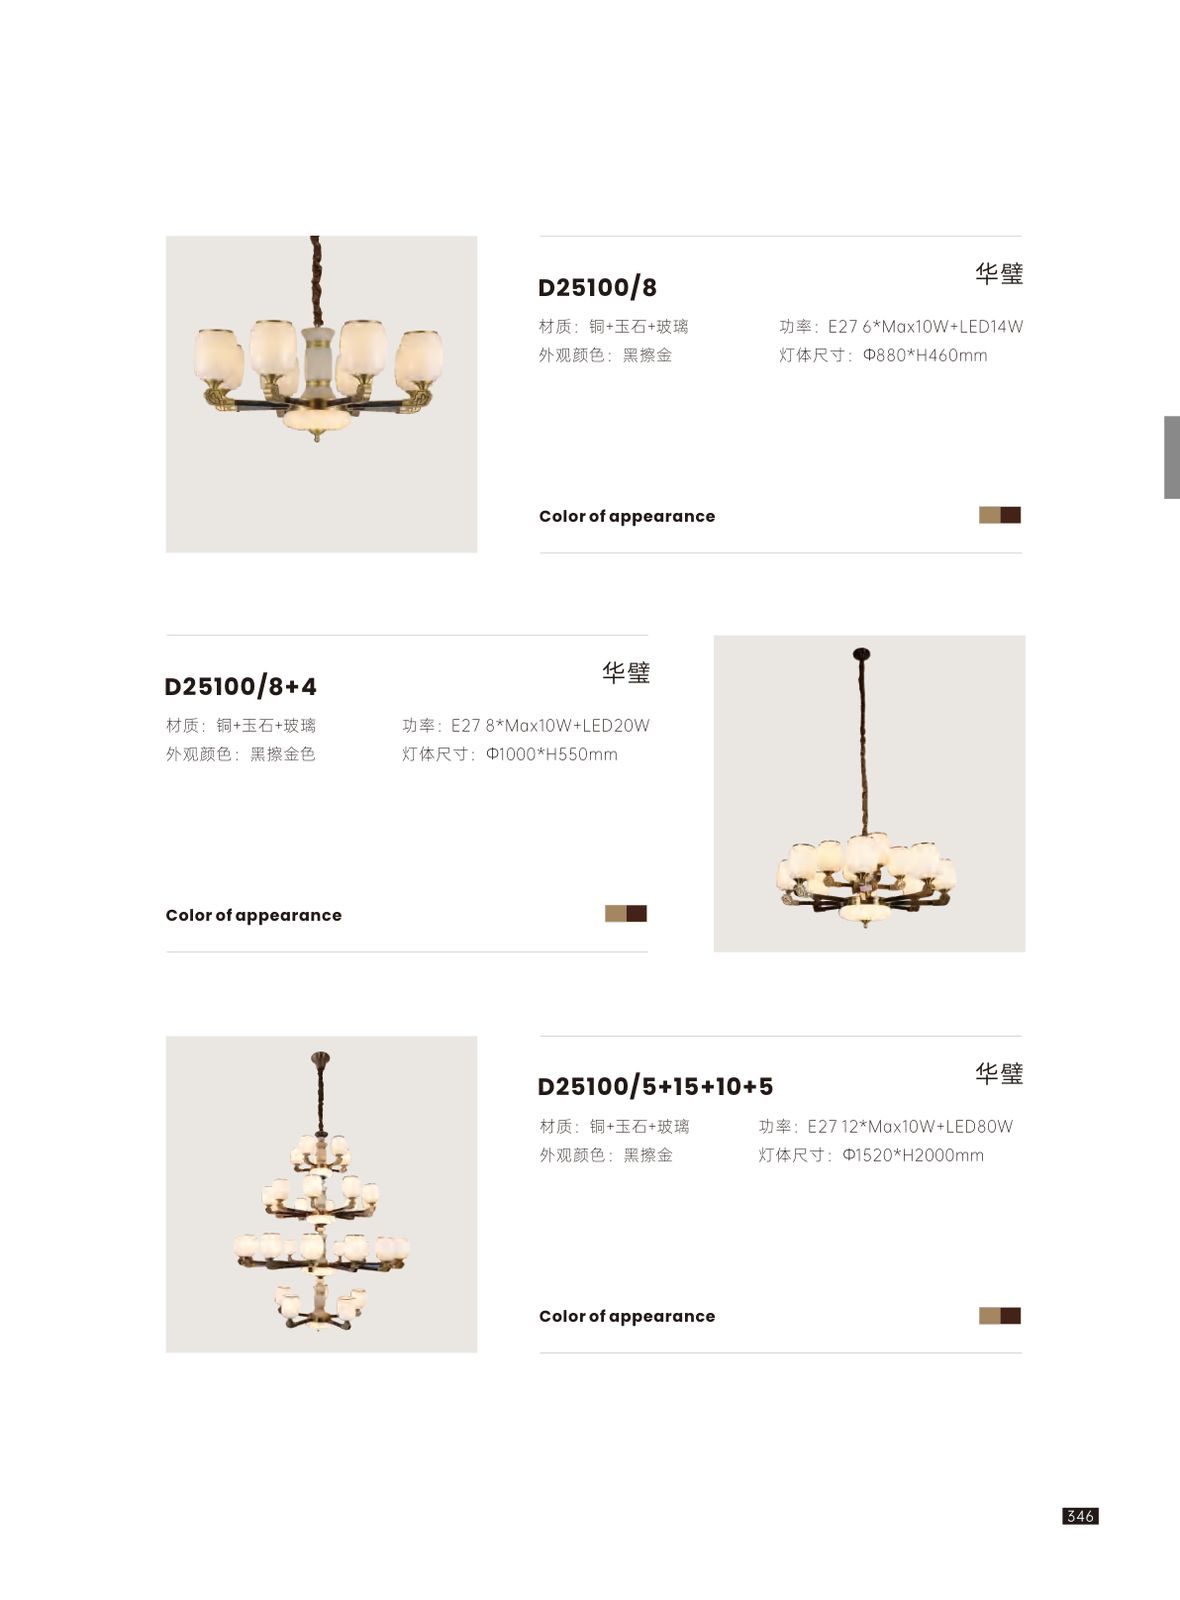 华璧
D25100/8
材质：铜+玉石+玻璃
功率：E27 6*Max10W+LED14W
外观颜色：黑擦金
灯体尺寸：Φ880*H460mm
Color of appearance
华璧
D25100/8+4
材质：铜+玉石+玻璃
功率：E27 8*Max10W+LED20W
外观颜色：黑擦金色
灯体尺寸：Φ1000*H550mm
Color of appearance
华璧
D25100/5+15+10+5
材质：铜+玉石+玻璃
功率：E27 12*Max10W+LED80W
外观颜色：黑擦金
灯体尺寸：Φ1520*H2000mm
Color of appearance
346